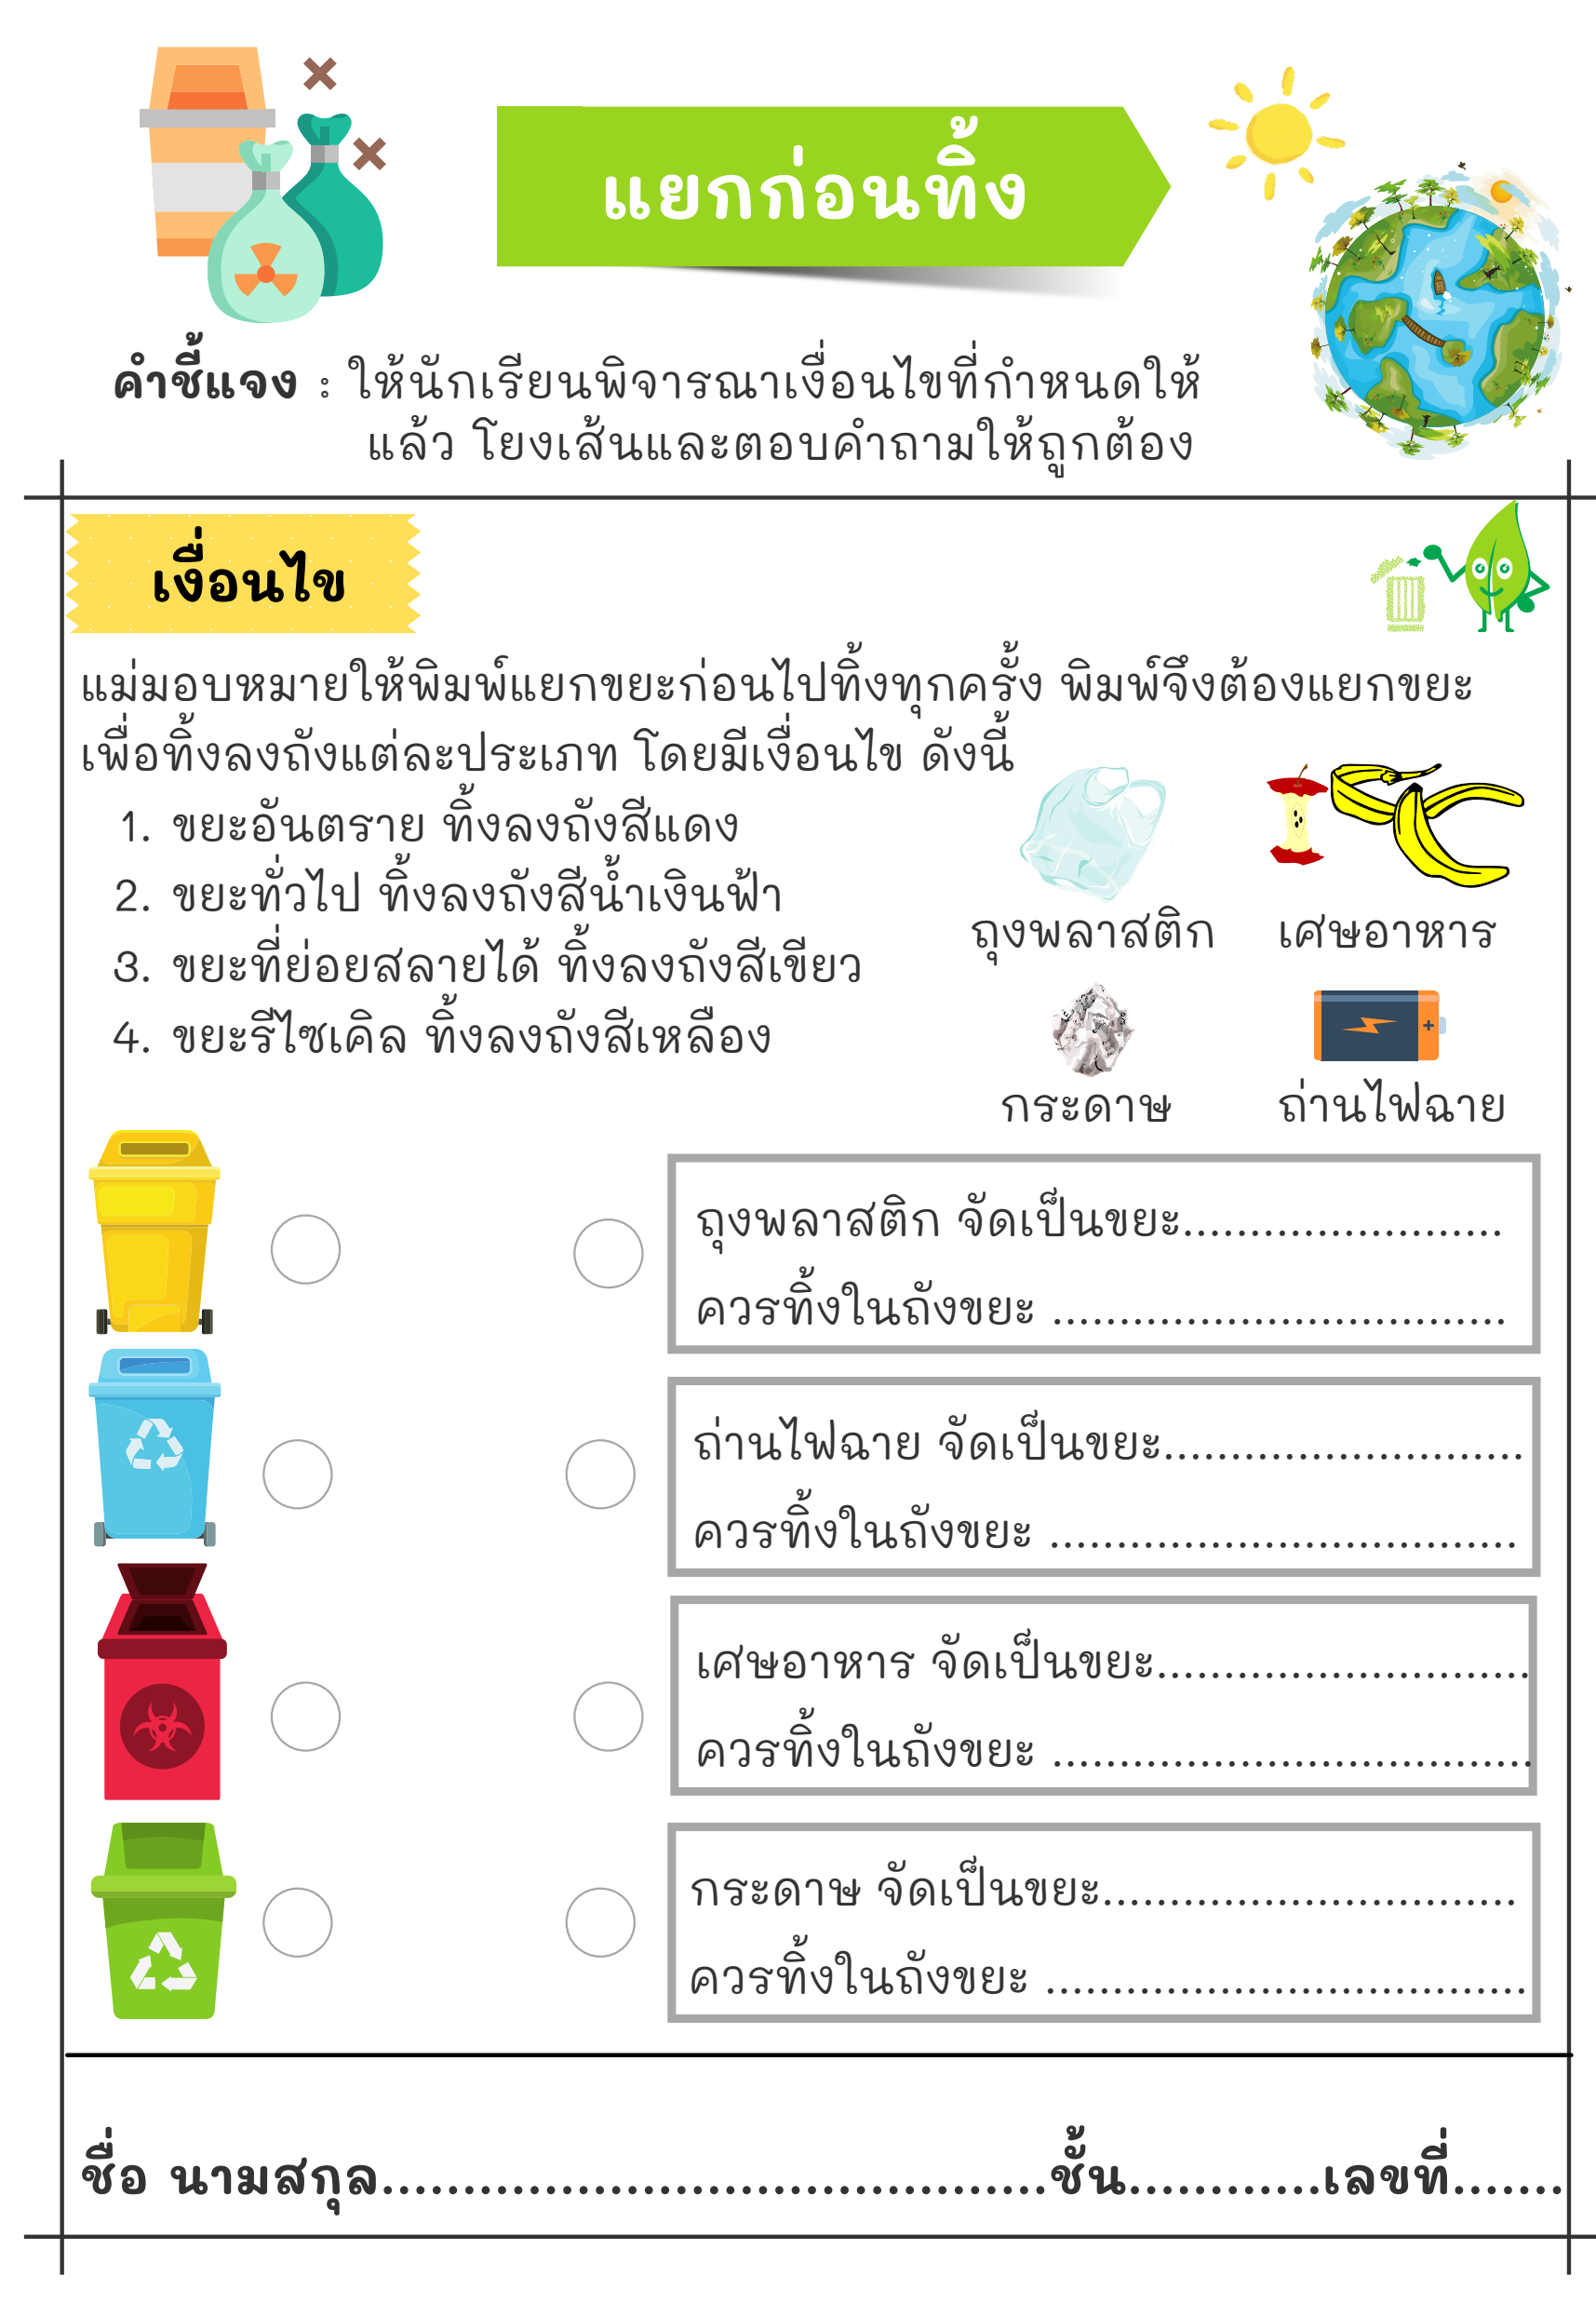 แยกก่อนทิ้ง
คำชี้แจง : ให้นักเรียนพิจารณาเงื่อนไขที่กำหนดให้
แล้ว โยงเส้นและตอบคำถามให้ถูกต้อง
เงื่อนไข
แม่มอบหมายให้พิมพ์แยกขยะก่อนไปทิ้งทุกครั้ง พิมพ์จึงต้องแยกขยะ
เพื่อทิ้งลงถังแต่ละประเภท โดยมีเงื่อนไข ดังนี้
1. ขยะอันตราย ทิ้งลงถังสีแดง
2. ขยะทั่วไป ทิ้งลงถังสีน้ำเงินฟ้า
3. ขยะที่ย่อยสลายได้ ทิ้งลงถังสีเขียว
4. ขยะรีไซเคิล ทิ้งลงถังสีเหลือง
ถุงพลาสติก เศษอาหาร
กระดาษ ถ่านไฟฉาย
ถุงพลาสติก จัดเป็นขยะ........................
ควรทิ้งในถังขยะ ..................................
ถ่านไฟฉาย จัดเป็นขยะ...........................
ควรทิ้งในถังขยะ ...................................
เศษอาหาร จัดเป็นขยะ............................
ควรทิ้งในถังขยะ ....................................
กระดาษ จัดเป็นขยะ...............................
ควรทิ้งในถังขยะ ....................................
ชื่อ นามสกุล.........................................ชั้น............เลขที่.......